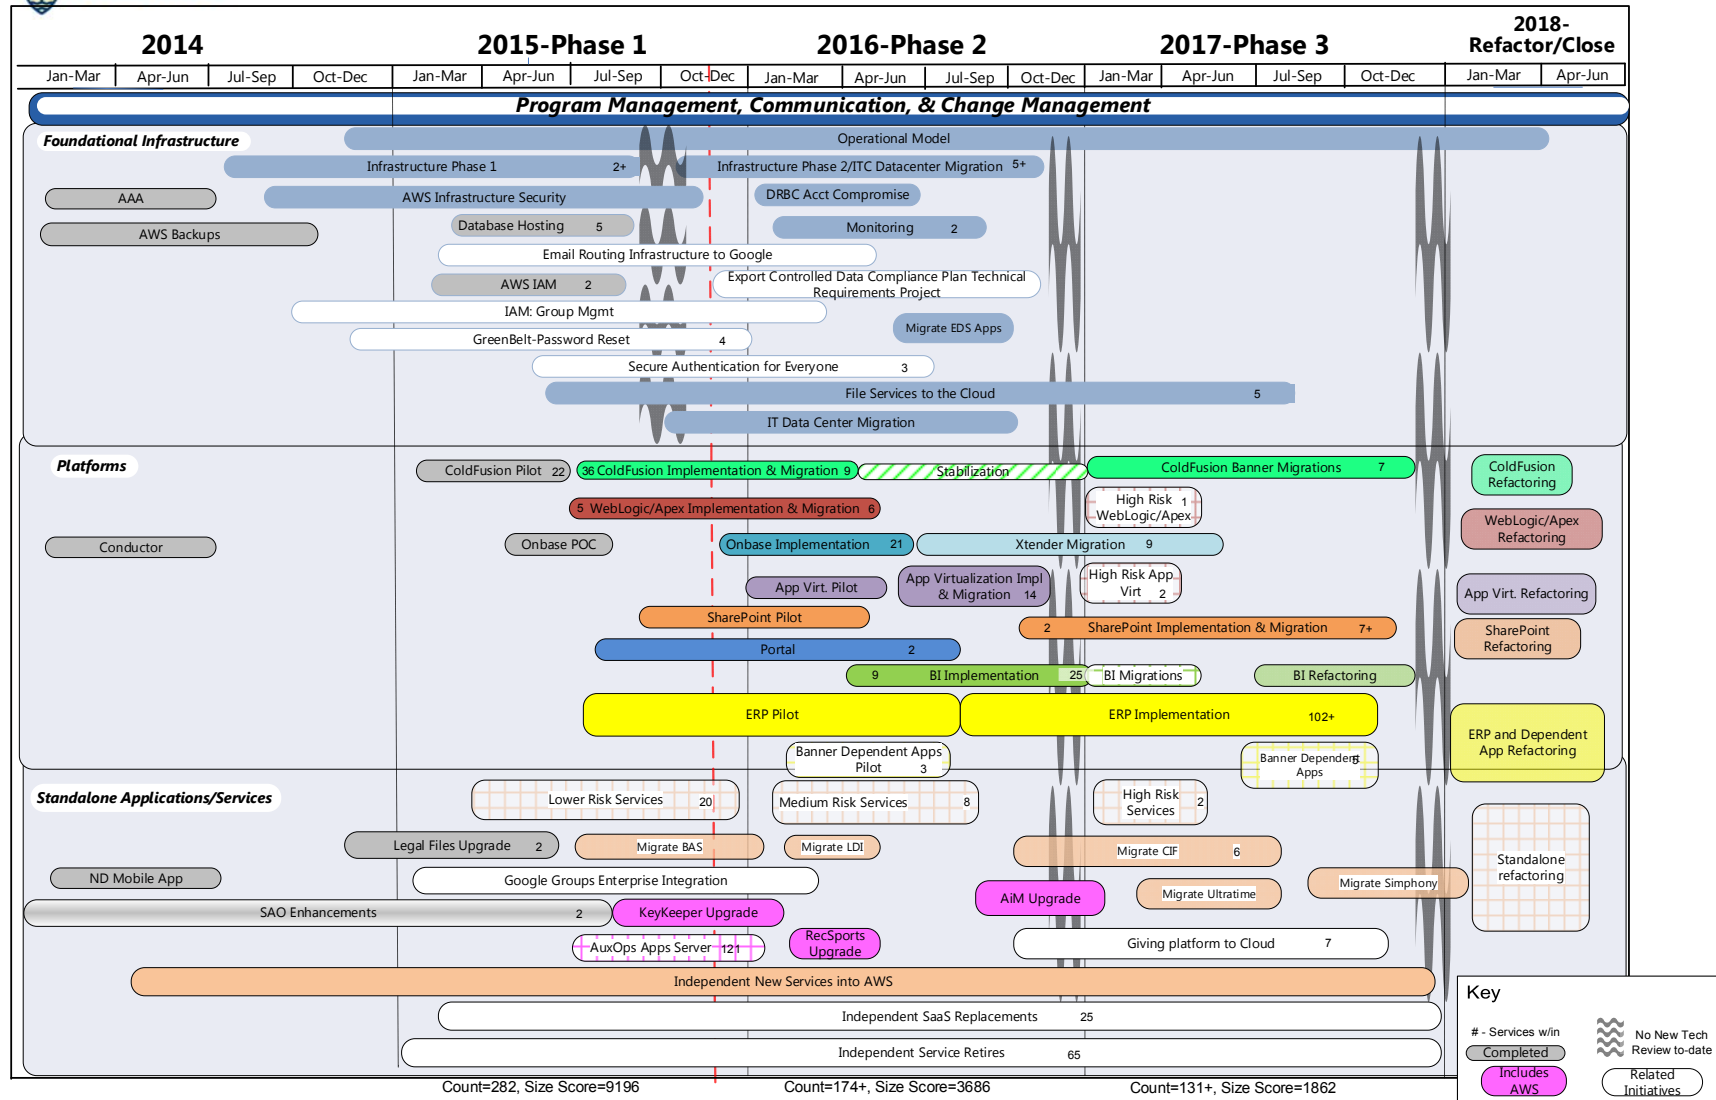 2014
2015-Phase 1
2016-Phase 2
2017-Phase 3
2018-
Refactor/Close
Jan-Mar
Apr-Jun
Jul-Sep
Oct-Dec
Jan-Mar
Apr-Jun
Jul-Sep
Oct-Dec
Jan-Mar
Apr-Jun
Jul-Sep
Oct-Dec
Jan-Mar
Apr-Jun
Jul-Sep
Oct-Dec
Jan-Mar
Apr-Jun
Program Management, Communication, & Change Management
Foundational Infrastructure
Operational Model
Infrastructure Phase 1 2+
Infrastructure Phase 2/ITC Datacenter Migration 5+
AAA
AWS Infrastructure Security
DRBC Acct Compromise
AWS Backups
Database Hosting 5
Monitoring 2
Email Routing Infrastructure to Google
AWS IAM 2
Export Controlled Data Compliance Plan Technical
Requirements Project
IAM: Group Mgmt
GreenBelt-Password Reset 4
Migrate EDS Apps
Secure Authentication for Everyone 3
File Services to the Cloud 5
IT Data Center Migration
Platforms
ColdFusion Pilot 22
36 ColdFusion Implementation & Migration 9
Stabilization
ColdFusion Banner Migrations 7
ColdFusion
Refactoring
5 WebLogic/Apex Implementation & Migration 6
High Risk 1
WebLogic/Apex
WebLogic/Apex
Refactoring
Conductor
Onbase POC
Onbase Implementation 21
Xtender Migration 9
App Virt. Pilot
App Virtualization Impl
& Migration 14
High Risk App
Virt 2
App Virt. Refactoring
SharePoint Pilot
2 SharePoint Implementation & Migration 7+
SharePoint
Refactoring
Portal 2
9 BI Implementation 25
BI Migrations
BI Refactoring
ERP Pilot
ERP Implementation 102+
ERP and Dependent
App Refactoring
Banner Dependent Apps
Pilot 3
Banner Dependent 5
Apps
Standalone Applications/Services
Lower Risk Services 20
Medium Risk Services 8
High Risk
Services 2
Standalone
refactoring
Legal Files Upgrade 2
Migrate BAS
Migrate LDI
Migrate CIF 6
ND Mobile App
Google Groups Enterprise Integration
AiM Upgrade
Migrate Ultratime
Migrate Simphony
SAO Enhancements 2
KeyKeeper Upgrade
AuxOps Apps Server 121
RecSports
Upgrade
Giving platform to Cloud 7
Independent New Services into AWS
Independent SaaS Replacements 25
Independent Service Retires 65
Count=282, Size Score=9196
Count=174+, Size Score=3686
Count=131+, Size Score=1862
Key
# - Services w/in
Completed
Includes
AWS
No New Tech
Review to-date
Related
Initiatives